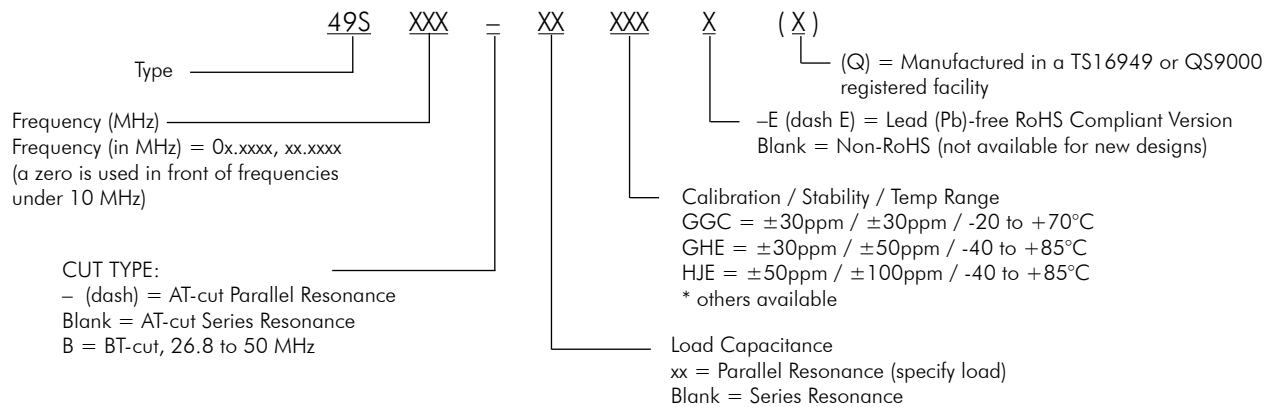 49S XXX – XX XXX X (X)
Type
(Q) = Manufactured in a TS16949 or QS9000
registered facility
Frequency (MHz)
Frequency (in MHz) = 0x.xxxx, xx.xxxx
(a zero is used in front of frequencies
under 10 MHz)
–E (dash E) = Lead (Pb)-free RoHS Compliant Version
Blank = Non-RoHS (not available for new designs)
Calibration / Stability / Temp Range
GGC = ±30ppm / ±30ppm / -20 to +70°C
GHE = ±30ppm / ±50ppm / -40 to +85°C
HJE = ±50ppm / ±100ppm / -40 to +85°C
* others available
CUT TYPE:
– (dash) = AT-cut Parallel Resonance
Blank = AT-cut Series Resonance
B = BT-cut, 26.8 to 50 MHz
Load Capacitance
xx = Parallel Resonance (specify load)
Blank = Series Resonance